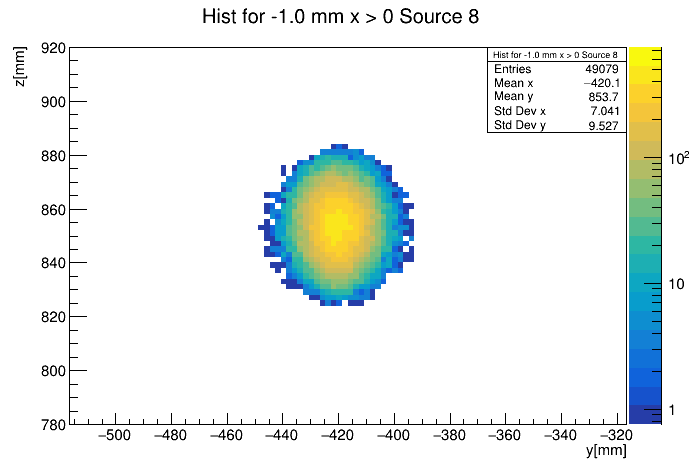 Hist for -1.0 mm x > 0 Source 8
z[mm]
920
900
880
860
840
820
800
780
Hist for -1.0 mm x > 0 Source 8
Entries 49079
Mean x −420.1
Mean y 853.7
Std Dev x 7.041
Std Dev y 9.527
10²
10
1
−500 −480 −460 −440 −420 −400 −380 −360 −340 −320
y[mm]